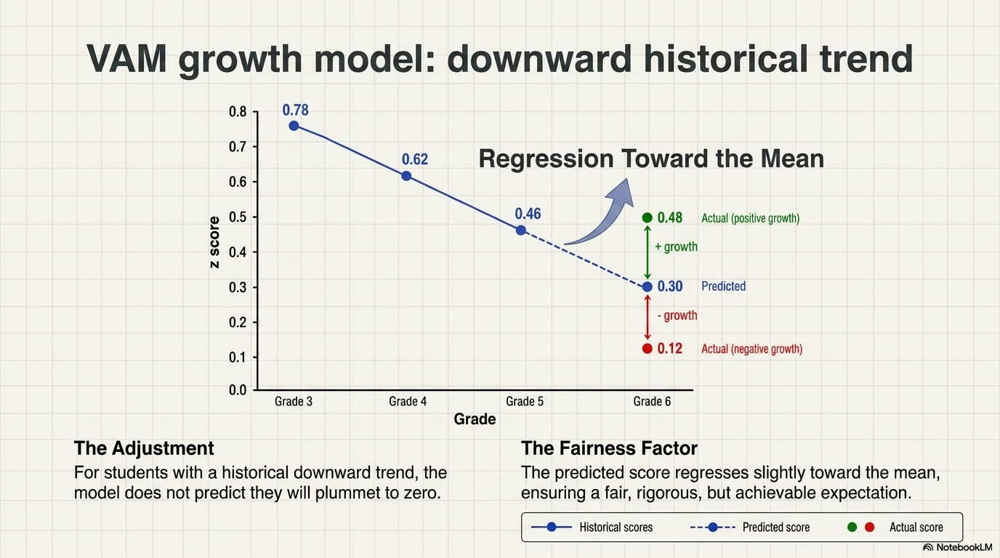 VAM growth model: downward historical trend
0.8
0.7
0.6
0.5
0.4
0.3
0.2
0.1
0.0
z score
0.78
0.62
0.46
Regression Toward the Mean
0.48 Actual (positive growth)
+ growth
0.30 Predicted
- growth
0.12 Actual (negative growth)
Grade 3 Grade 4 Grade 5 Grade 6
Grade
The Adjustment
For students with a historical downward trend, the
model does not predict they will plummet to zero.
The Fairness Factor
The predicted score regresses slightly toward the mean,
ensuring a fair, rigorous, but achievable expectation.
Historical scores Predicted score Actual score
NotebookLM